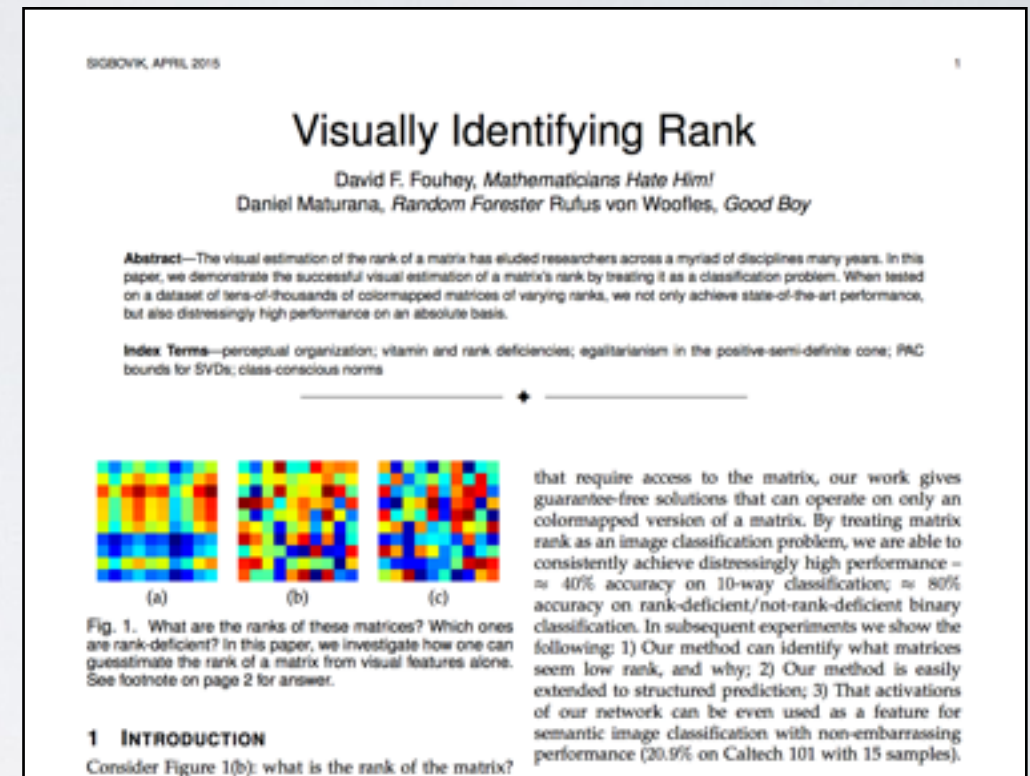 SIGBOVIK, APRIL 2015
1
Visually Identifying Rank
David F. Fouhey, Mathematicians Hate Him!
Daniel Maturana, Random Forester Rufus von Woofles, Good Boy
Abstract—The visual estimation of the rank of a matrix has eluded researchers across a myriad of disciplines many years. In this
paper, we demonstrate the successful visual estimation of a matrix's rank by treating it as a classification problem. When tested
on a dataset of tens-of-thousands of colormapped matrices of varying ranks, we not only achieve state-of-the-art performance,
but also distressingly high performance on an absolute basis.
Index Terms—perceptual organization; vitamin and rank deficiencies; egalitarianism in the positive-semi-definite cone; PAC
bounds for SVDs; class-conscious norms
(a)
(b)
(c)
Fig. 1. What are the ranks of these matrices? Which ones
are rank-deficient? In this paper, we investigate how one can
guesstimate the rank of a matrix from visual features alone.
See footnote on page 2 for answer.
1 INTRODUCTION
Consider Figure 1(b): what is the rank of the matrix?
that require access to the matrix, our work gives
guarantee-free solutions that can operate on only an
colormapped version of a matrix. By treating matrix
rank as an image classification problem, we are able to
consistently achieve distressingly high performance –
≈ 40% accuracy on 10-way classification; ≈ 80%
accuracy on rank-deficient/not-rank-deficient binary
classification. In subsequent experiments we show the
following: 1) Our method can identify what matrices
seem low rank, and why; 2) Our method is easily
extended to structured prediction; 3) That activations
of our network can be even used as a feature for
semantic image classification with non-embarrassing
performance (20.9% on Caltech 101 with 15 samples).